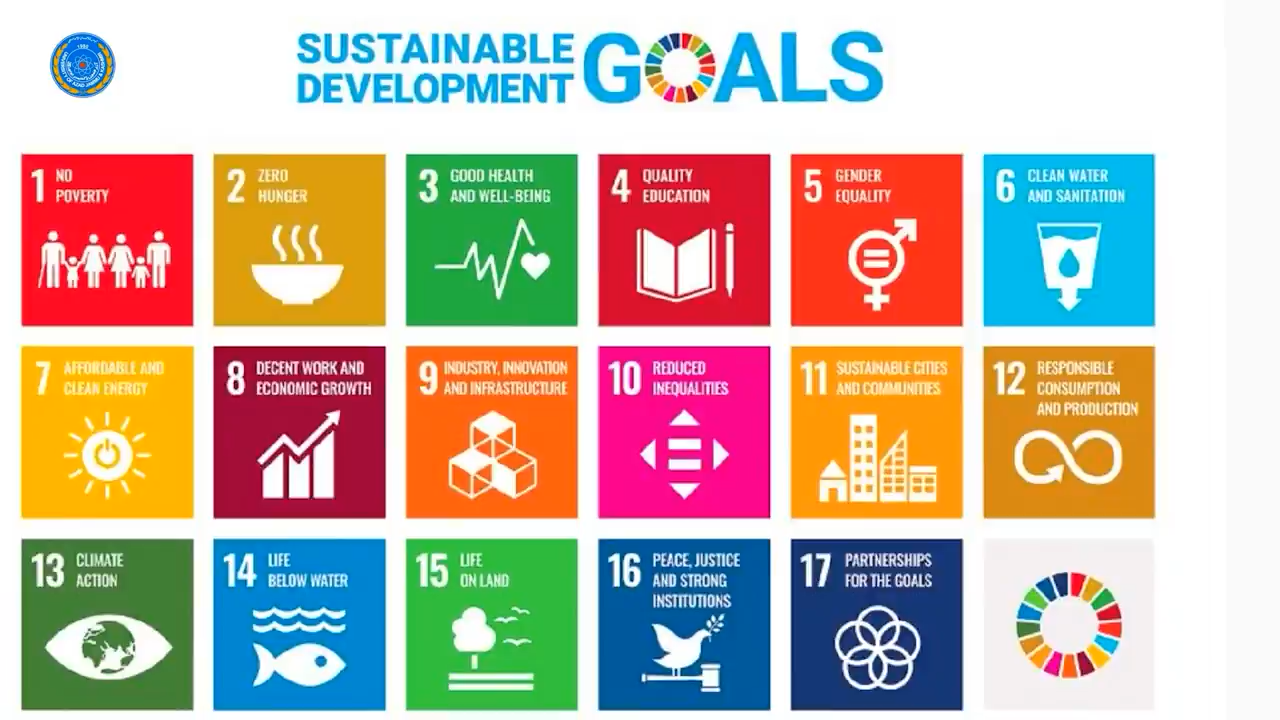 SUSTAINABLE
DEVELOPMENT
GOALS
1 NO
POVERTY
2 ZERO
HUNGER
3 GOOD HEALTH
AND WELL-BEING
4 QUALITY
EDUCATION
5 GENDER
EQUALITY
6 CLEAN WATER
AND SANITATION
7 AFFORDABLE AND
CLEAN ENERGY
8 DECENT WORK AND
ECONOMIC GROWTH
9 INDUSTRY, INNOVATION
AND INFRASTRUCTURE
10 REDUCED
INEQUALITIES
11 SUSTAINABLE CITIES
AND COMMUNITIES
12 RESPONSIBLE
CONSUMPTION
AND PRODUCTION
13 CLIMATE
ACTION
14 LIFE
BELOW WATER
15 LIFE
ON LAND
16 PEACE, JUSTICE
AND STRONG
INSTITUTIONS
17 PARTNERSHIPS
FOR THE GOALS